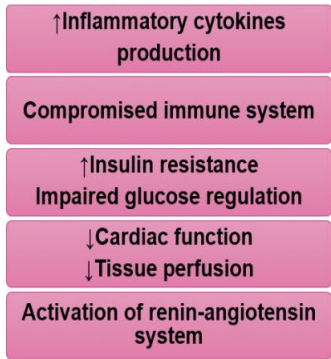 ↑Inflammatory cytokines
production
Compromised immune system
↑Insulin resistance
Impaired glucose regulation
↓Cardiac function
↓Tissue perfusion
Activation of renin-angiotensin
system